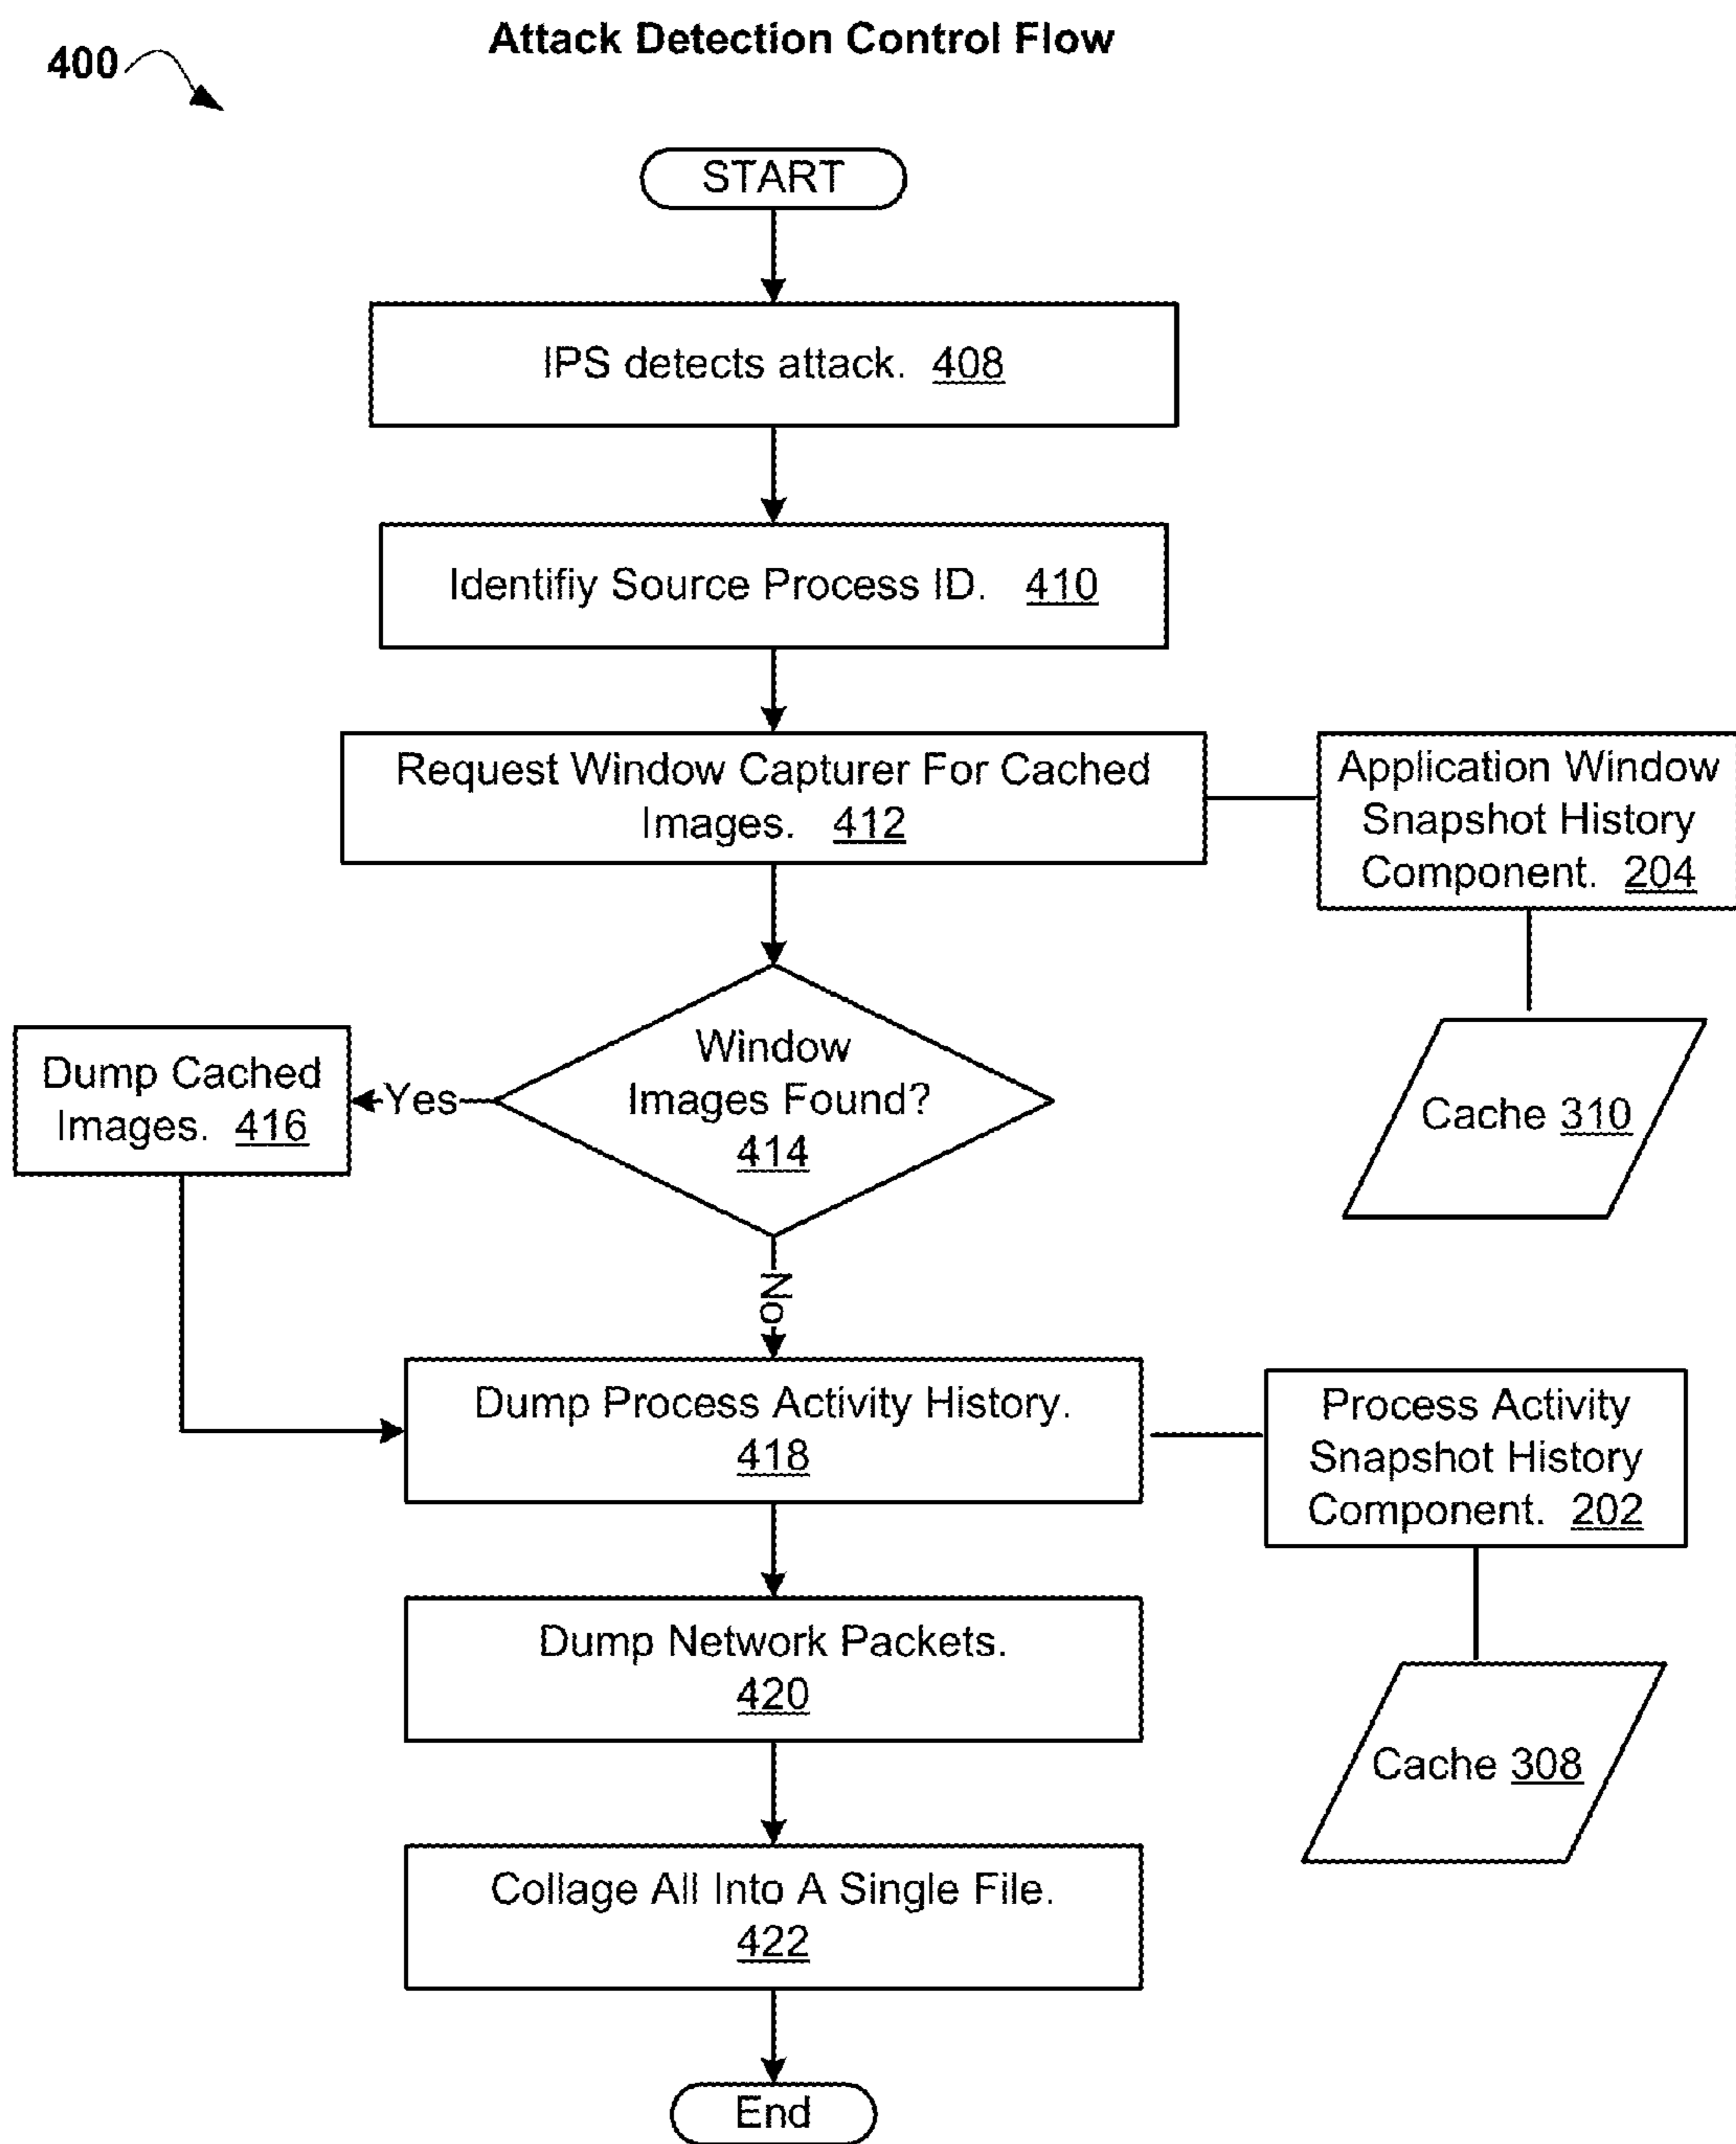 Attack Detection Control Flow
400
START
IPS detects attack. 408
Identifiy Source Process ID. 410
Request Window Capturer For Cached
Images. 412
Application Window
Snapshot History
Component. 204
Cache 310
Window
Images Found?
414
Yes
Dump Cached
Images. 416
No
Dump Process Activity History.
418
Process Activity
Snapshot History
Component. 202
Cache 308
Dump Network Packets.
420
Collage All Into A Single File.
422
End